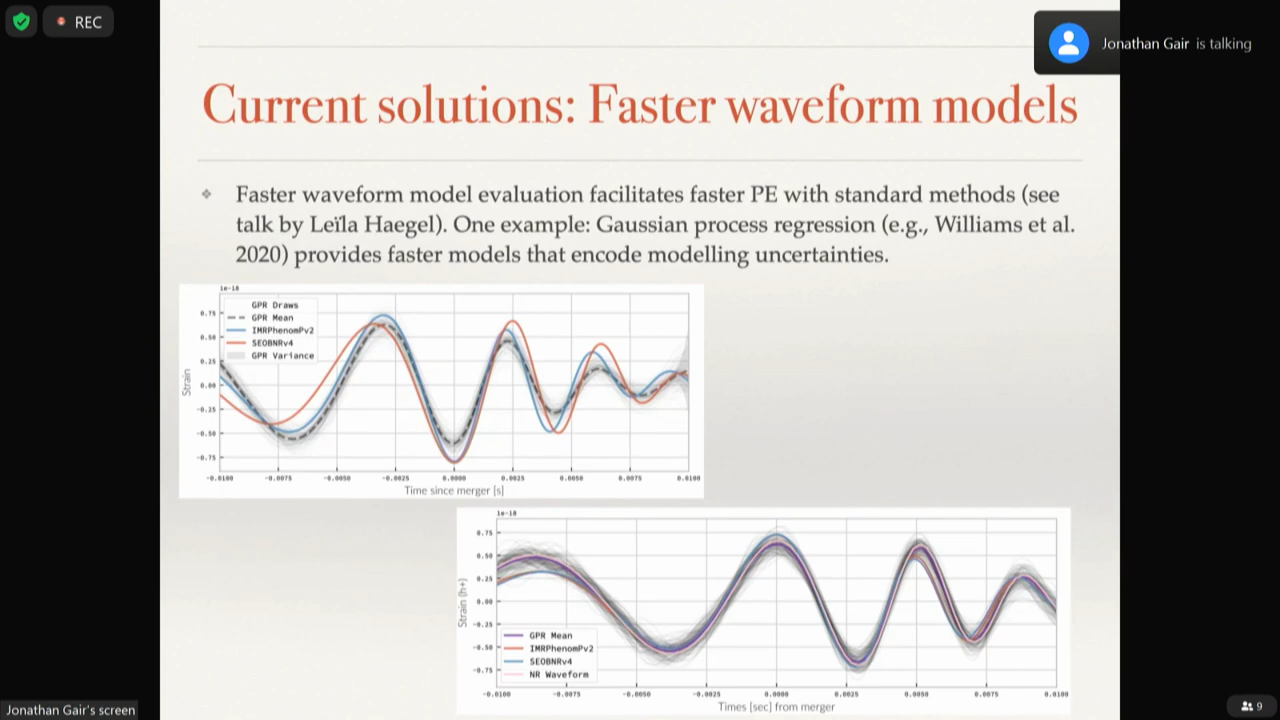 REC
Jonathan Gair is talking
Current solutions: Faster waveform models
Faster waveform model evaluation facilitates faster PE with standard methods (see
talk by Leïla Haegel). One example: Gaussian process regression (e.g., Williams et al.
2020) provides faster models that encode modelling uncertainties.
1e-18
GPR Draws
GPR Mean
IMRPhenomPv2
SEOBNRv4
GPR Variance
0.75
0.50
0.25
0.00
-0.25
-0.50
-0.75
Strain
-0.0100 -0.0075 -0.0050 -0.0025 0.0000 0.0025 0.0050 0.0075 0.0100
Time since merger [s]
1e-18
0.75
0.50
0.25
0.00
-0.25
-0.50
-0.75
Strain (h+)
GPR Mean
IMRPhenomPv2
SEOBNRv4
NR Waveform
-0.0100 -0.0075 -0.0050 -0.0025 0.0000 0.0025 0.0050 0.0075 0.0100
Times [sec] from merger
Jonathan Gair's screen
9